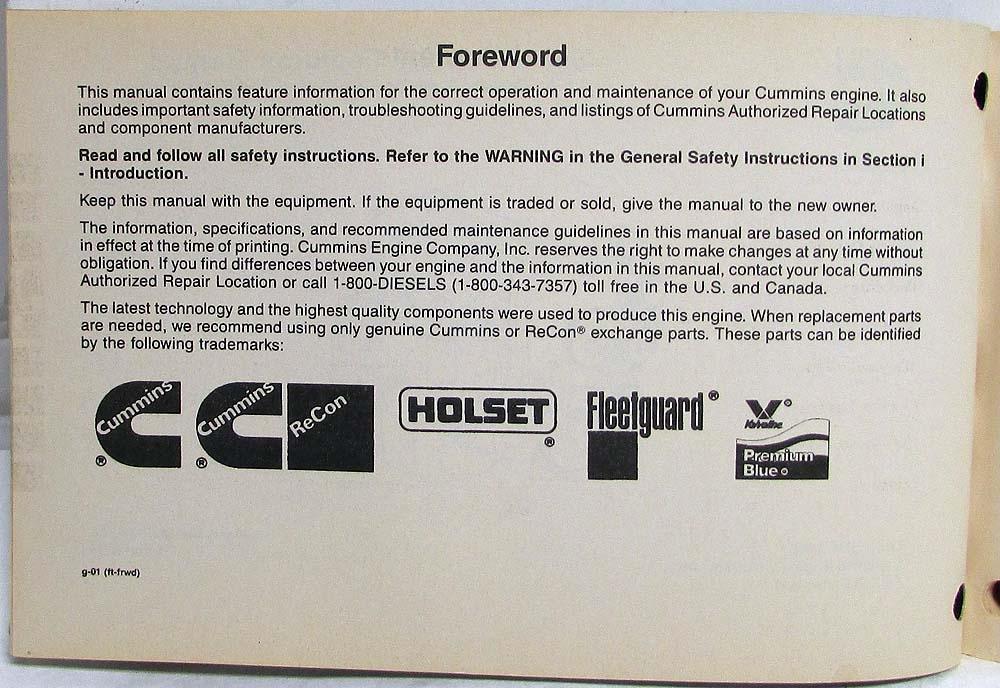 Foreword
This manual contains feature information for the correct operation and maintenance of your Cummins engine. It also
includes important safety information, troubleshooting guidelines, and listings of Cummins Authorized Repair Locations
and component manufacturers.
Read and follow all safety instructions. Refer to the WARNING in the General Safety Instructions in Section i
- Introduction.
Keep this manual with the equipment. If the equipment is traded or sold, give the manual to the new owner.
The information, specifications, and recommended maintenance guidelines in this manual are based on information
in effect at the time of printing. Cummins Engine Company, Inc. reserves the right to make changes at any time without
obligation. If you find differences between your engine and the information in this manual, contact your local Cummins
Authorized Repair Location or call 1-800-DIESELS (1-800-343-7357) toll free in the U.S. and Canada.
The latest technology and the highest quality components were used to produce this engine. When replacement parts
are needed, we recommend using only genuine Cummins or ReCon® exchange parts. These parts can be identified
by the following trademarks:
Cummins ®
Cummins ReCon ®
HOLSET ®
Fleetguard ®
Valvoline ®
Premium
Blue ®
g-01 (ft-frwd)